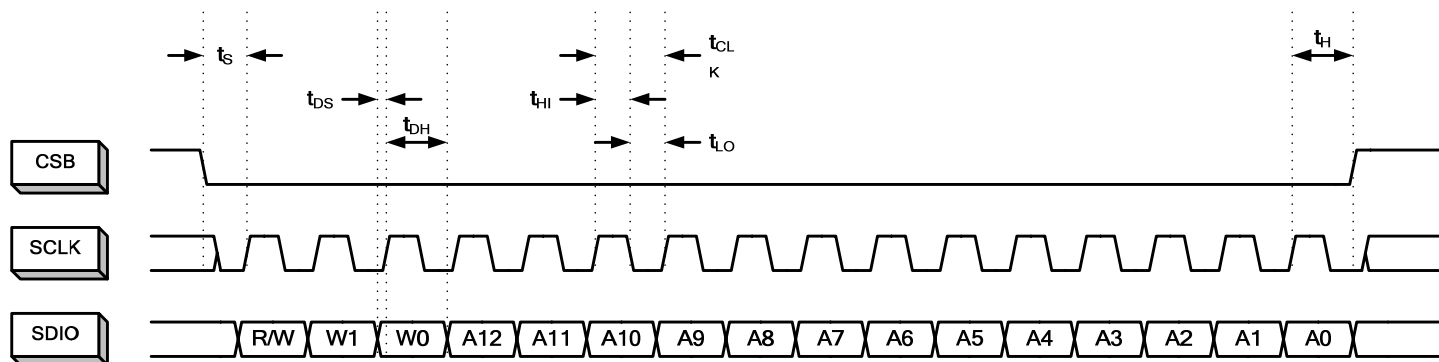 tS
tCL
K
tH
tDS
tHI
tDH
tLO
CSB
SCLK
SDIO
R/W W1 W0 A12 A11 A10 A9 A8 A7 A6 A5 A4 A3 A2 A1 A0